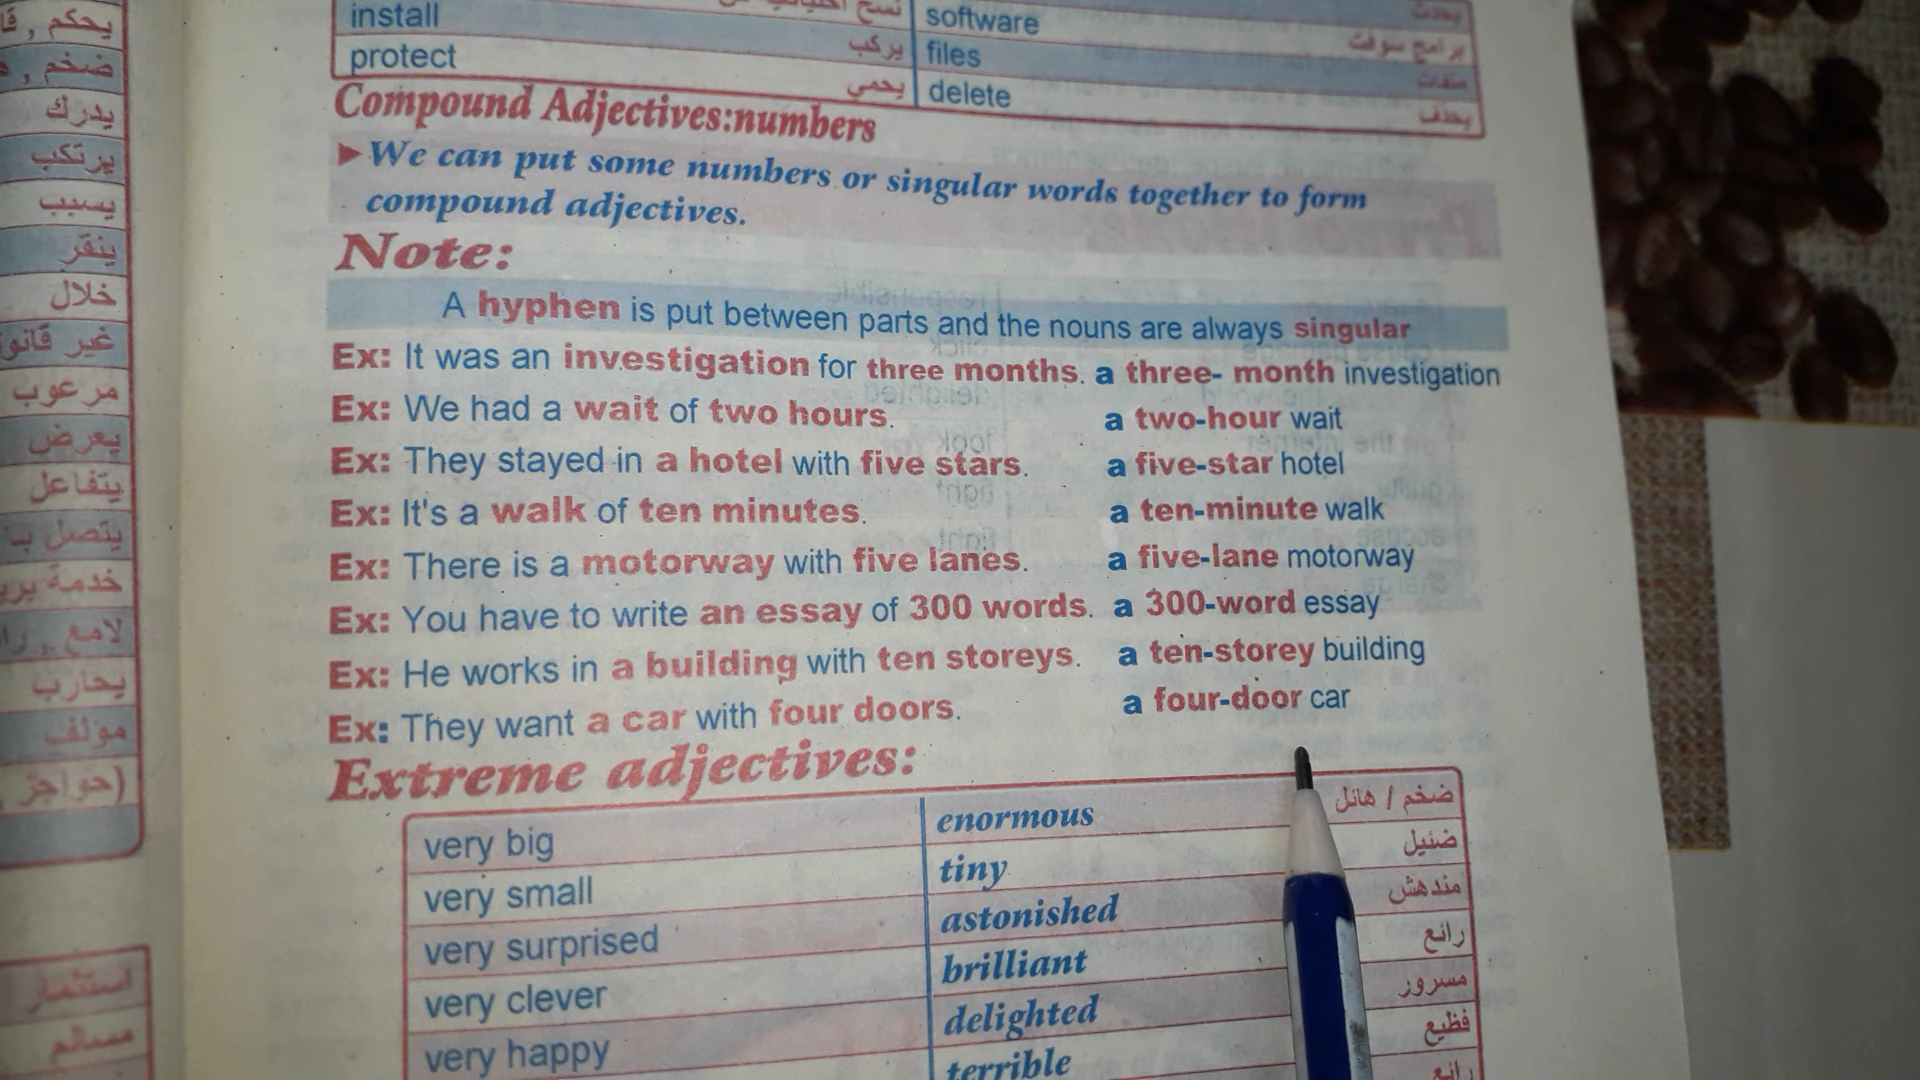 يحكم
ضخم
يدرك
يرتكب
يسبب
ينقر
خلال
غير قانو
مرعوب
يعرض
يتفاعل
يتصل بـ
خدمة
لامع
يحارب
مؤلف
(حواجز
استثمار
مسالم
install software برامج سوفت
protect يركب files ملفات
يحمي delete يحذف
Compound Adjectives:numbers
►We can put some numbers or singular words together to form
compound adjectives.
Note:
A hyphen is put between parts and the nouns are always singular
Ex: It was an investigation for three months. a three- month investigation
Ex: We had a wait of two hours. a two-hour wait
Ex: They stayed in a hotel with five stars. a five-star hotel
Ex: It's a walk of ten minutes. a ten-minute walk
Ex: There is a motorway with five lanes. a five-lane motorway
Ex: You have to write an essay of 300 words. a 300-word essay
Ex: He works in a building with ten storeys. a ten-storey building
Ex: They want a car with four doors. a four-door car
Extreme adjectives:
very big enormous ضخم / هائل
very small tiny ضئيل
very surprised astonished مندهش
very clever brilliant رائع
very happy delighted مسرور
terrible فظيع
رائع